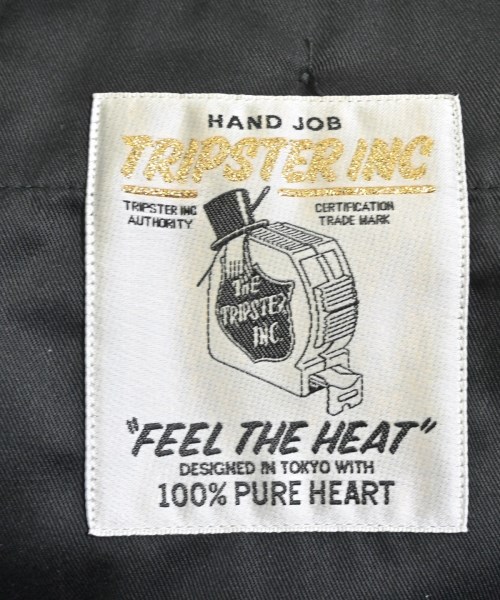 HAND JOB
TRIPSTER INC
TRIPSTER INC
AUTHORITY
CERTIFICATION
TRADE MARK
THE
TRIPSTER
INC.
"FEEL THE HEAT"
DESIGNED IN TOKYO WITH
100% PURE HEART